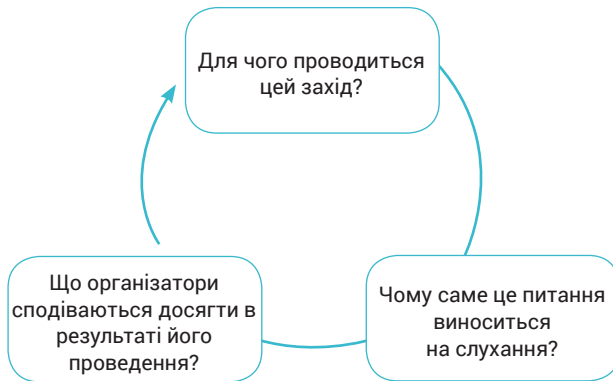 Для чого проводиться
цей захід?
Чому саме це питання
виноситься
на слухання?
Що організатори
сподіваються досягти в
результаті його
проведення?